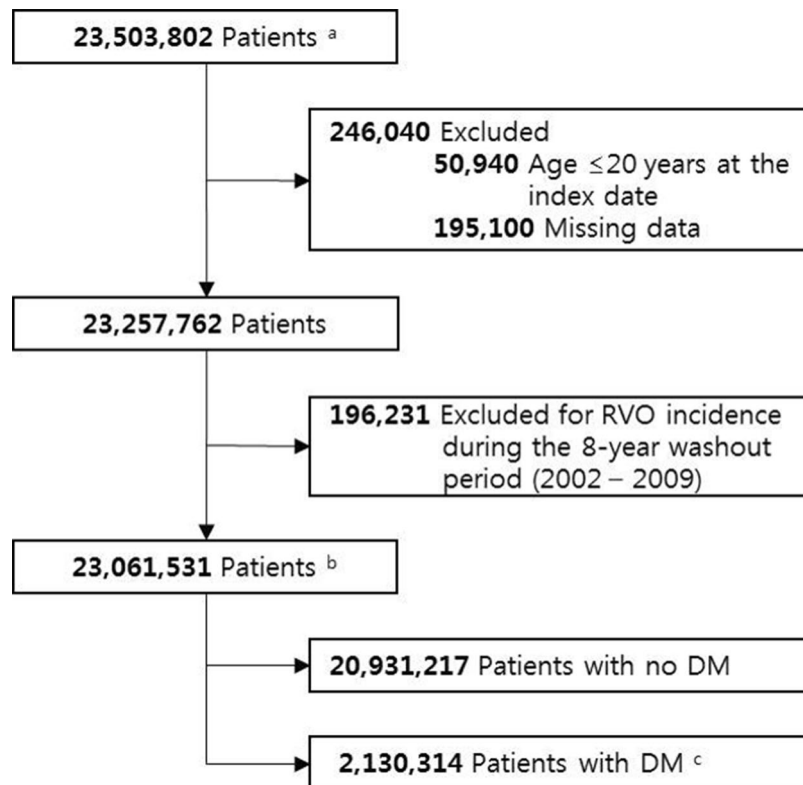 23,503,802 Patients a
246,040 Excluded
50,940 Age ≤20 years at the
index date
195,100 Missing data
23,257,762 Patients
196,231 Excluded for RVO incidence
during the 8-year washout
period (2002 – 2009)
23,061,531 Patients b
20,931,217 Patients with no DM
2,130,314 Patients with DM c